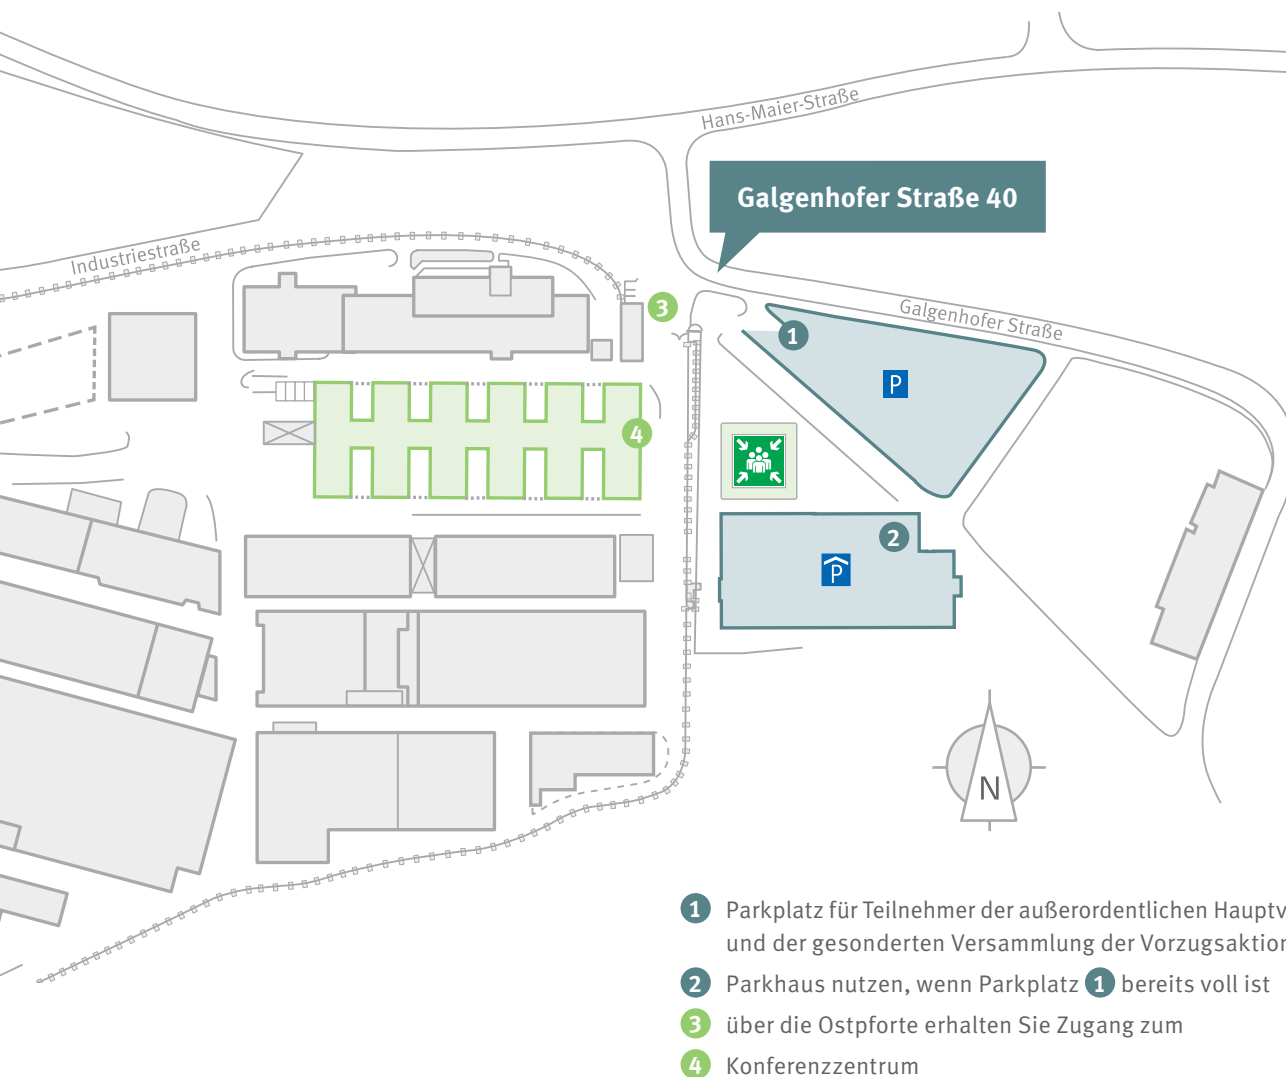 Hans-Maier-Straße
Galgenhofer Straße 40
Industriestraße
3
Galgenhofer Straße
1
P
4
2
P
N
1 Parkplatz für Teilnehmer der außerordentlichen Hauptv
und der gesonderten Versammlung der Vorzugsaktion
2 Parkhaus nutzen, wenn Parkplatz 1 bereits voll ist
3 über die Ostpforte erhalten Sie Zugang zum
4 Konferenzzentrum